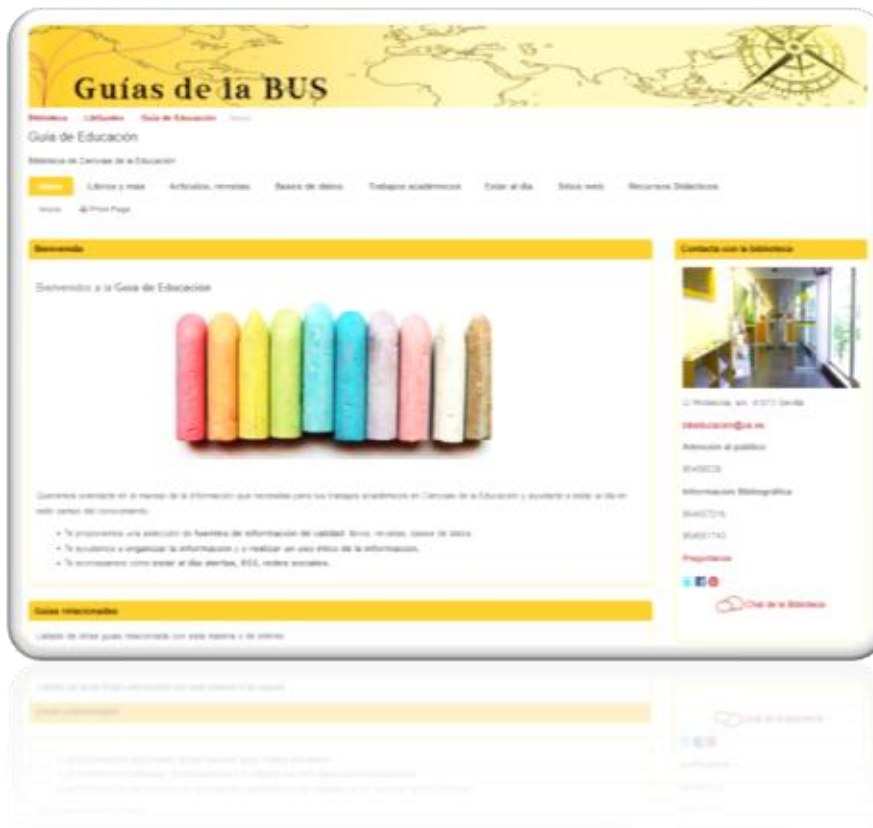 Guías de la BUS
Biblioteca LibGuides Guía de Educación Inicio
Guía de Educación
Biblioteca de Ciencias de la Educación
Inicio Libros y más Artículos, revistas Bases de datos Trabajos académicos Estar al día Sitios web Recursos Didácticos
Inicio Print Page
Bienvenida
Bienvenidos a la Guía de Educación
Queremos orientarte en el manejo de la información que necesitas para tus trabajos académicos en Ciencias de la Educación y ayudarte a estar al día en
este campo del conocimiento.
• Te proponemos una selección de fuentes de información de calidad: libros, revistas, bases de datos
• Te ayudamos a organizar la información y a realizar un uso ético de la información.
• Te aconsejamos cómo estar al día: alertas, RSS, redes sociales.
Guías relacionadas
Listado de otras guías relacionada con esta materia o de interés
Contacta con la biblioteca
Sevilla
Atención al público
Información Bibliográfica
Pregúntanos
Chat de la Biblioteca